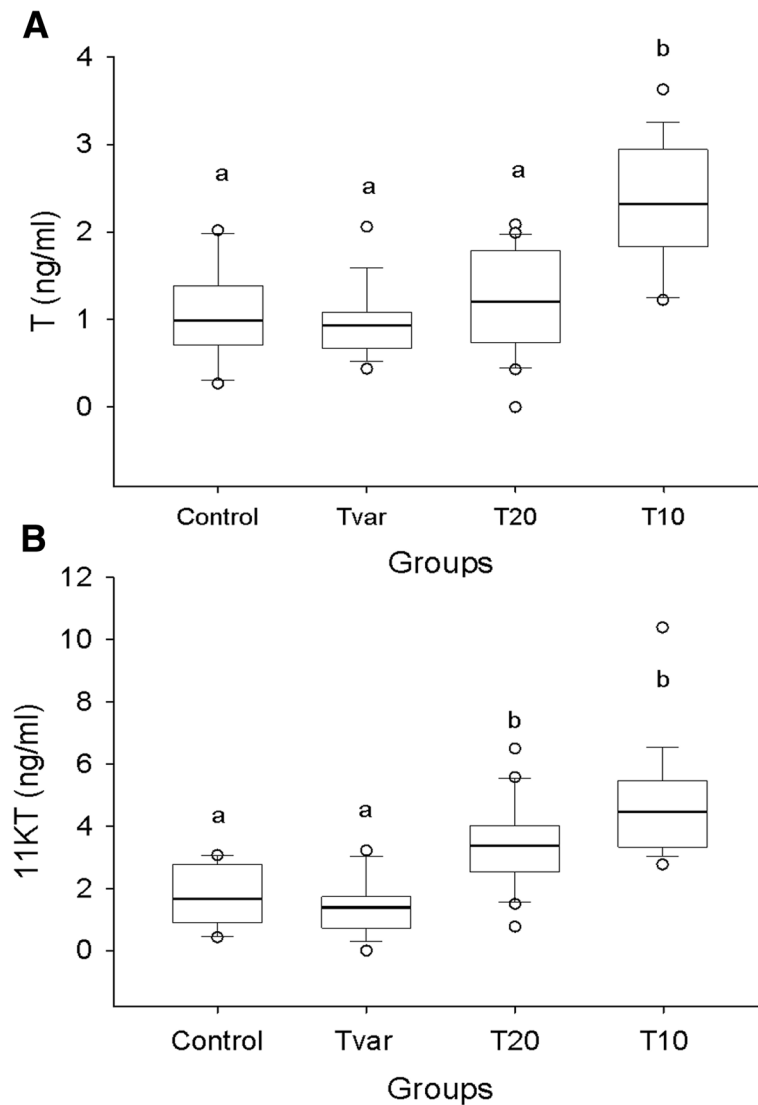 A
4
3
2
1
0
T (ng/ml)
a
a
a
b
Control Tvar T20 T10
Groups
B
12
10
8
6
4
2
0
11KT (ng/ml)
a
a
b
b
Control Tvar T20 T10
Groups